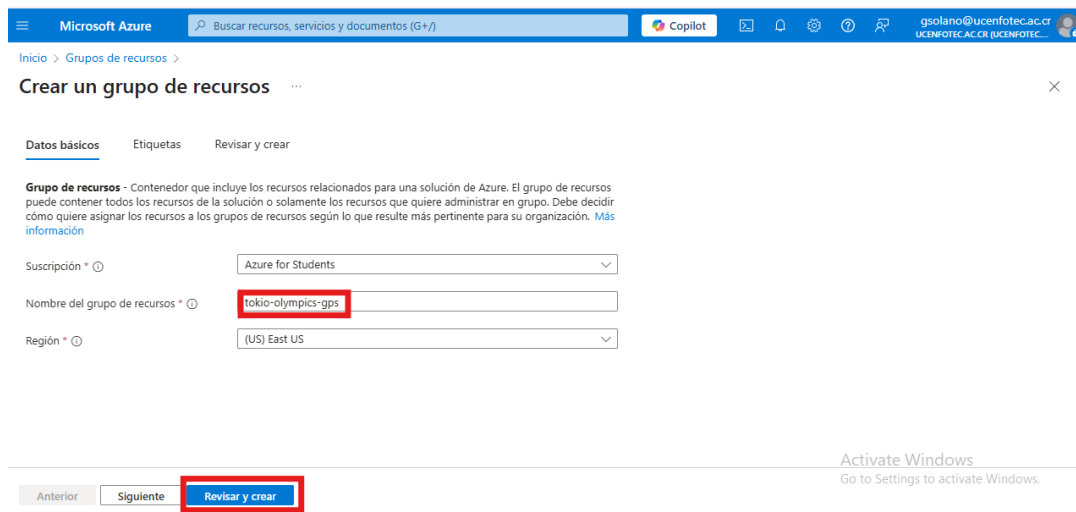 Microsoft Azure
Buscar recursos, servicios y documentos (G+/)
Copilot
gsolano@ucenfotec.ac.cr
UCENFOTEC.AC.CR (UCENFOTEC....
Inicio > Grupos de recursos >
Crear un grupo de recursos ...
Datos básicos Etiquetas Revisar y crear
Grupo de recursos - Contenedor que incluye los recursos relacionados para una solución de Azure. El grupo de recursos
puede contener todos los recursos de la solución o solamente los recursos que quiere administrar en grupo. Debe decidir
cómo quiere asignar los recursos a los grupos de recursos según lo que resulte más pertinente para su organización. Más
información
Suscripción * Azure for Students
Nombre del grupo de recursos * tokio-olympics-gps
Región * (US) East US
Activate Windows
Go to Settings to activate Windows.
Anterior Siguiente Revisar y crear